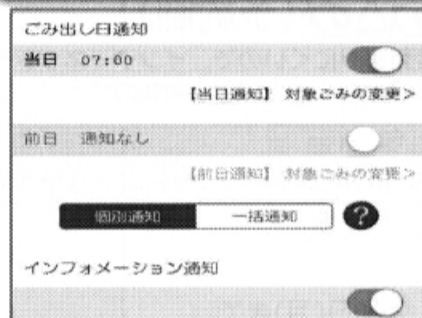 ごみ出し日通知
当日 07:00
【当日通知】 対象ごみの変更>
前日 通知なし
【前日通知】 対象ごみの変更>
個別通知 一括通知 ?
インフォメーション通知